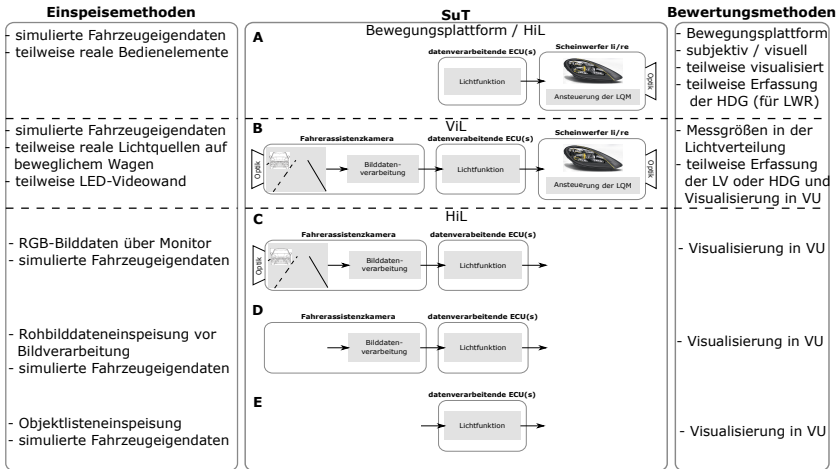 Einspeisemethoden
SuT
Bewertungsmethoden
- simulierte Fahrzeugeigendaten
- teilweise reale Bedienelemente
A
Bewegungsplattform / HiL
datenverarbeitende ECU(s)
Lichtfunktion
Scheinwerfer li/re
Ansteuerung der LQM
Optik
- Bewegungsplattform
- subjektiv / visuell
- teilweise visualisiert
- teilweise Erfassung
der HDG (für LWR)
- simulierte Fahrzeugeigendaten
- teilweise reale Lichtquellen auf
beweglichem Wagen
- teilweise LED-Videowand
B
ViL
Fahrerassistenzkamera
Optik
Bilddaten-
verarbeitung
datenverabeitende ECU(s)
Lichtfunktion
Scheinwerfer li/re
Ansteuerung der LQM
Optik
- Messgrößen in der
Lichtverteilung
- teilweise Erfassung
der LV oder HDG und
Visualisierung in VU
- RGB-Bilddaten über Monitor
- simulierte Fahrzeugeigendaten
C
HiL
Fahrerassistenzkamera
Optik
Bilddaten-
verarbeitung
datenverabeitende ECU(s)
Lichtfunktion
- Visualisierung in VU
- Rohbilddateneinspeisung vor
Bildverarbeitung
- simulierte Fahrzeugeigendaten
D
Fahrerassistenzkamera
Bilddaten-
verarbeitung
datenverarbeitende ECU(s)
Lichtfunktion
- Visualisierung in VU
- Objektlisteneinspeisung
- simulierte Fahrzeugeigendaten
E
datenverarbeitende ECU(s)
Lichtfunktion
- Visualisierung in VU